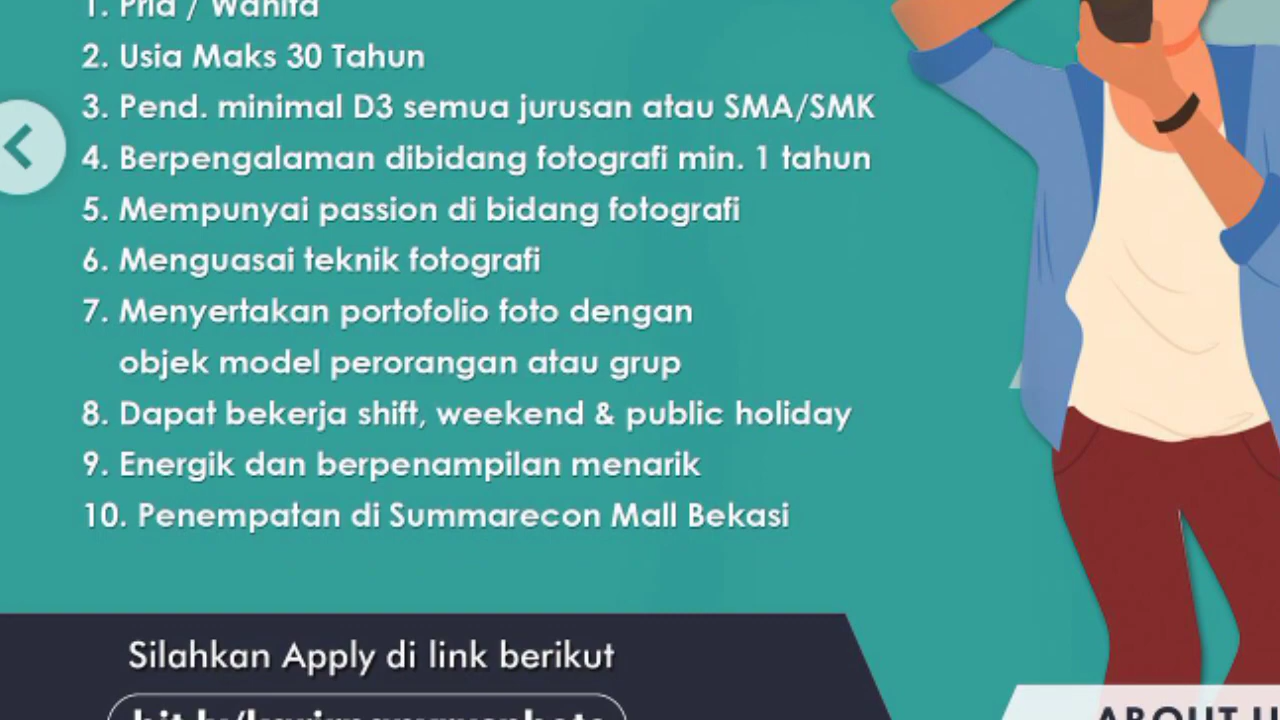 1. Pria / Wanita
2. Usia Maks 30 Tahun
3. Pend. minimal D3 semua jurusan atau SMA/SMK
4. Berpengalaman dibidang fotografi min. 1 tahun
5. Mempunyai passion di bidang fotografi
6. Menguasai teknik fotografi
7. Menyertakan portofolio foto dengan
objek model perorangan atau grup
8. Dapat bekerja shift, weekend & public holiday
9. Energik dan berpenampilan menarik
10. Penempatan di Summarecon Mall Bekasi
Silahkan Apply di link berikut
ABOUT